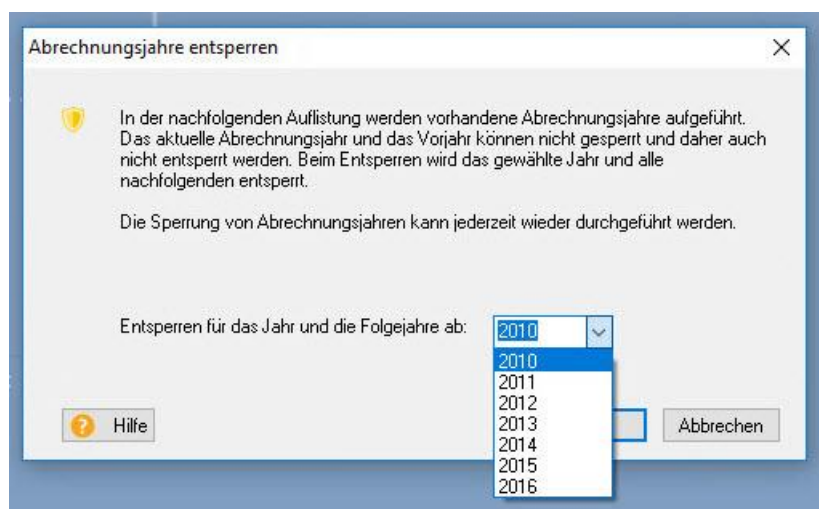 Abrechnungsjahre entsperren
In der nachfolgenden Auflistung werden vorhandene Abrechnungsjahre aufgeführt.
Das aktuelle Abrechnungsjahr und das Vorjahr können nicht gesperrt und daher auch
nicht entsperrt werden. Beim Entsperren wird das gewählte Jahr und alle
nachfolgenden entsperrt.
Die Sperrung von Abrechnungsjahren kann jederzeit wieder durchgeführt werden.
Entsperren für das Jahr und die Folgejahre ab:
2010
2010
2011
2012
2013
2014
2015
2016
Hilfe
Abbrechen